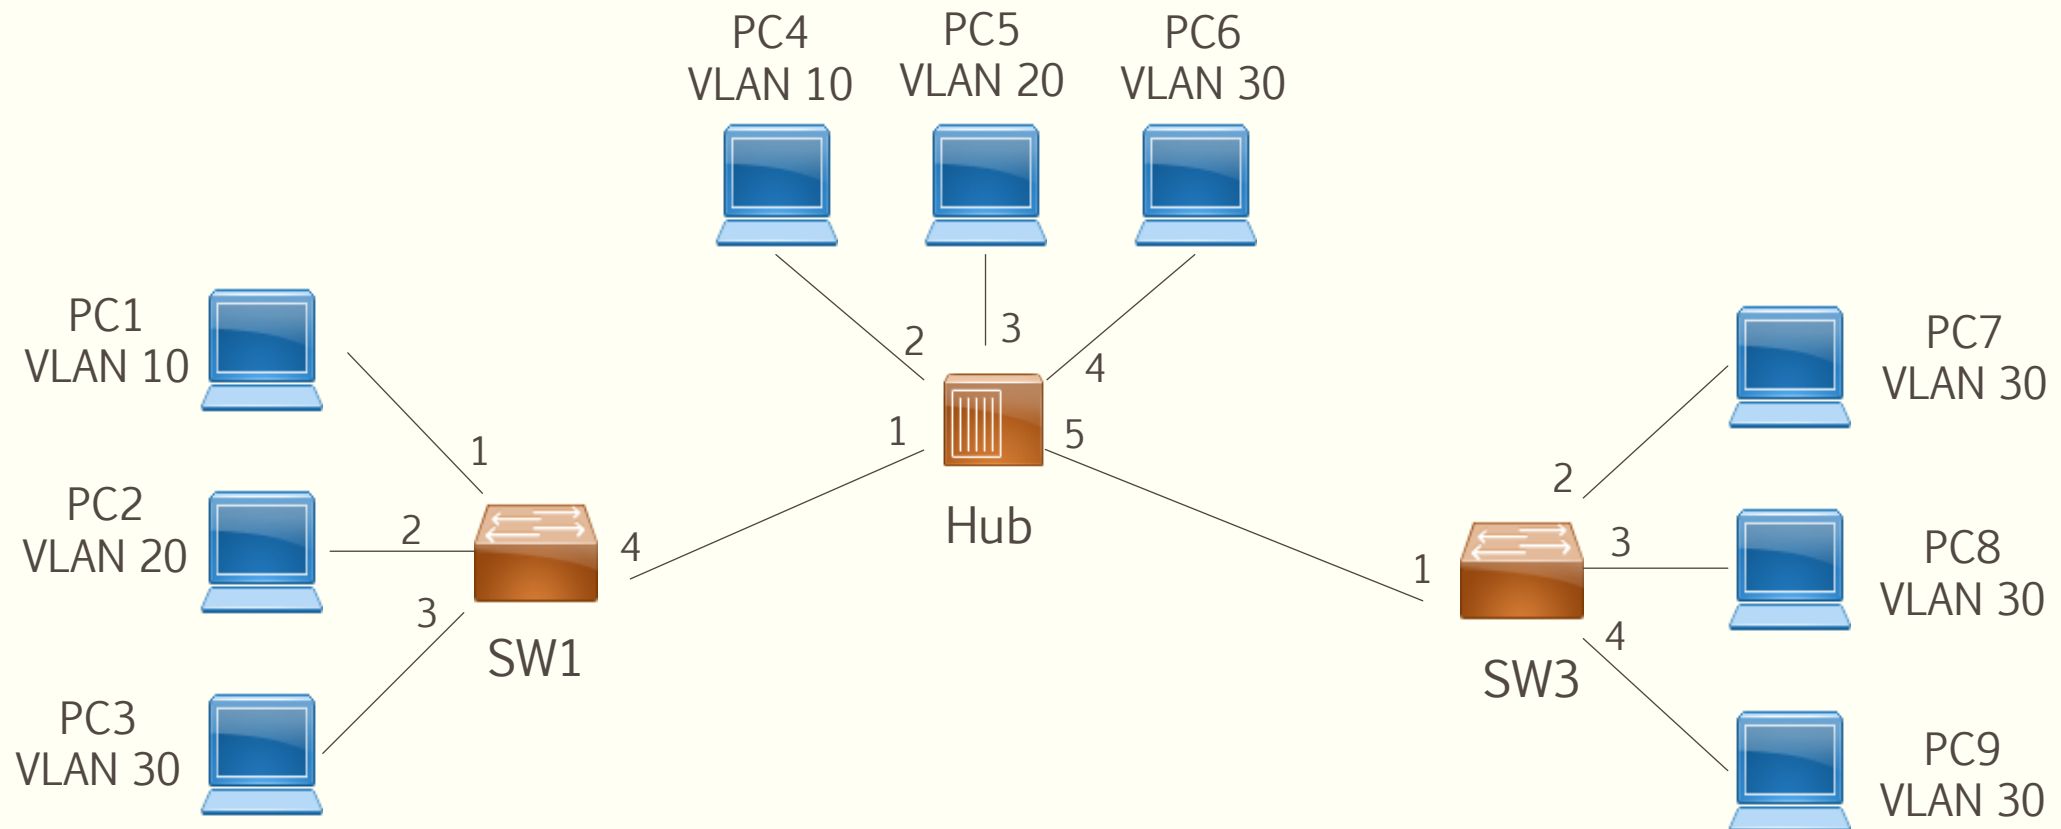 PC4
VLAN 10
PC5
VLAN 20
PC6
VLAN 30
PC1
VLAN 10
PC2
VLAN 20
PC3
VLAN 30
1
2
3
4
SW1
1
2
3
4
5
Hub
1
2
3
4
SW3
PC7
VLAN 30
PC8
VLAN 30
PC9
VLAN 30